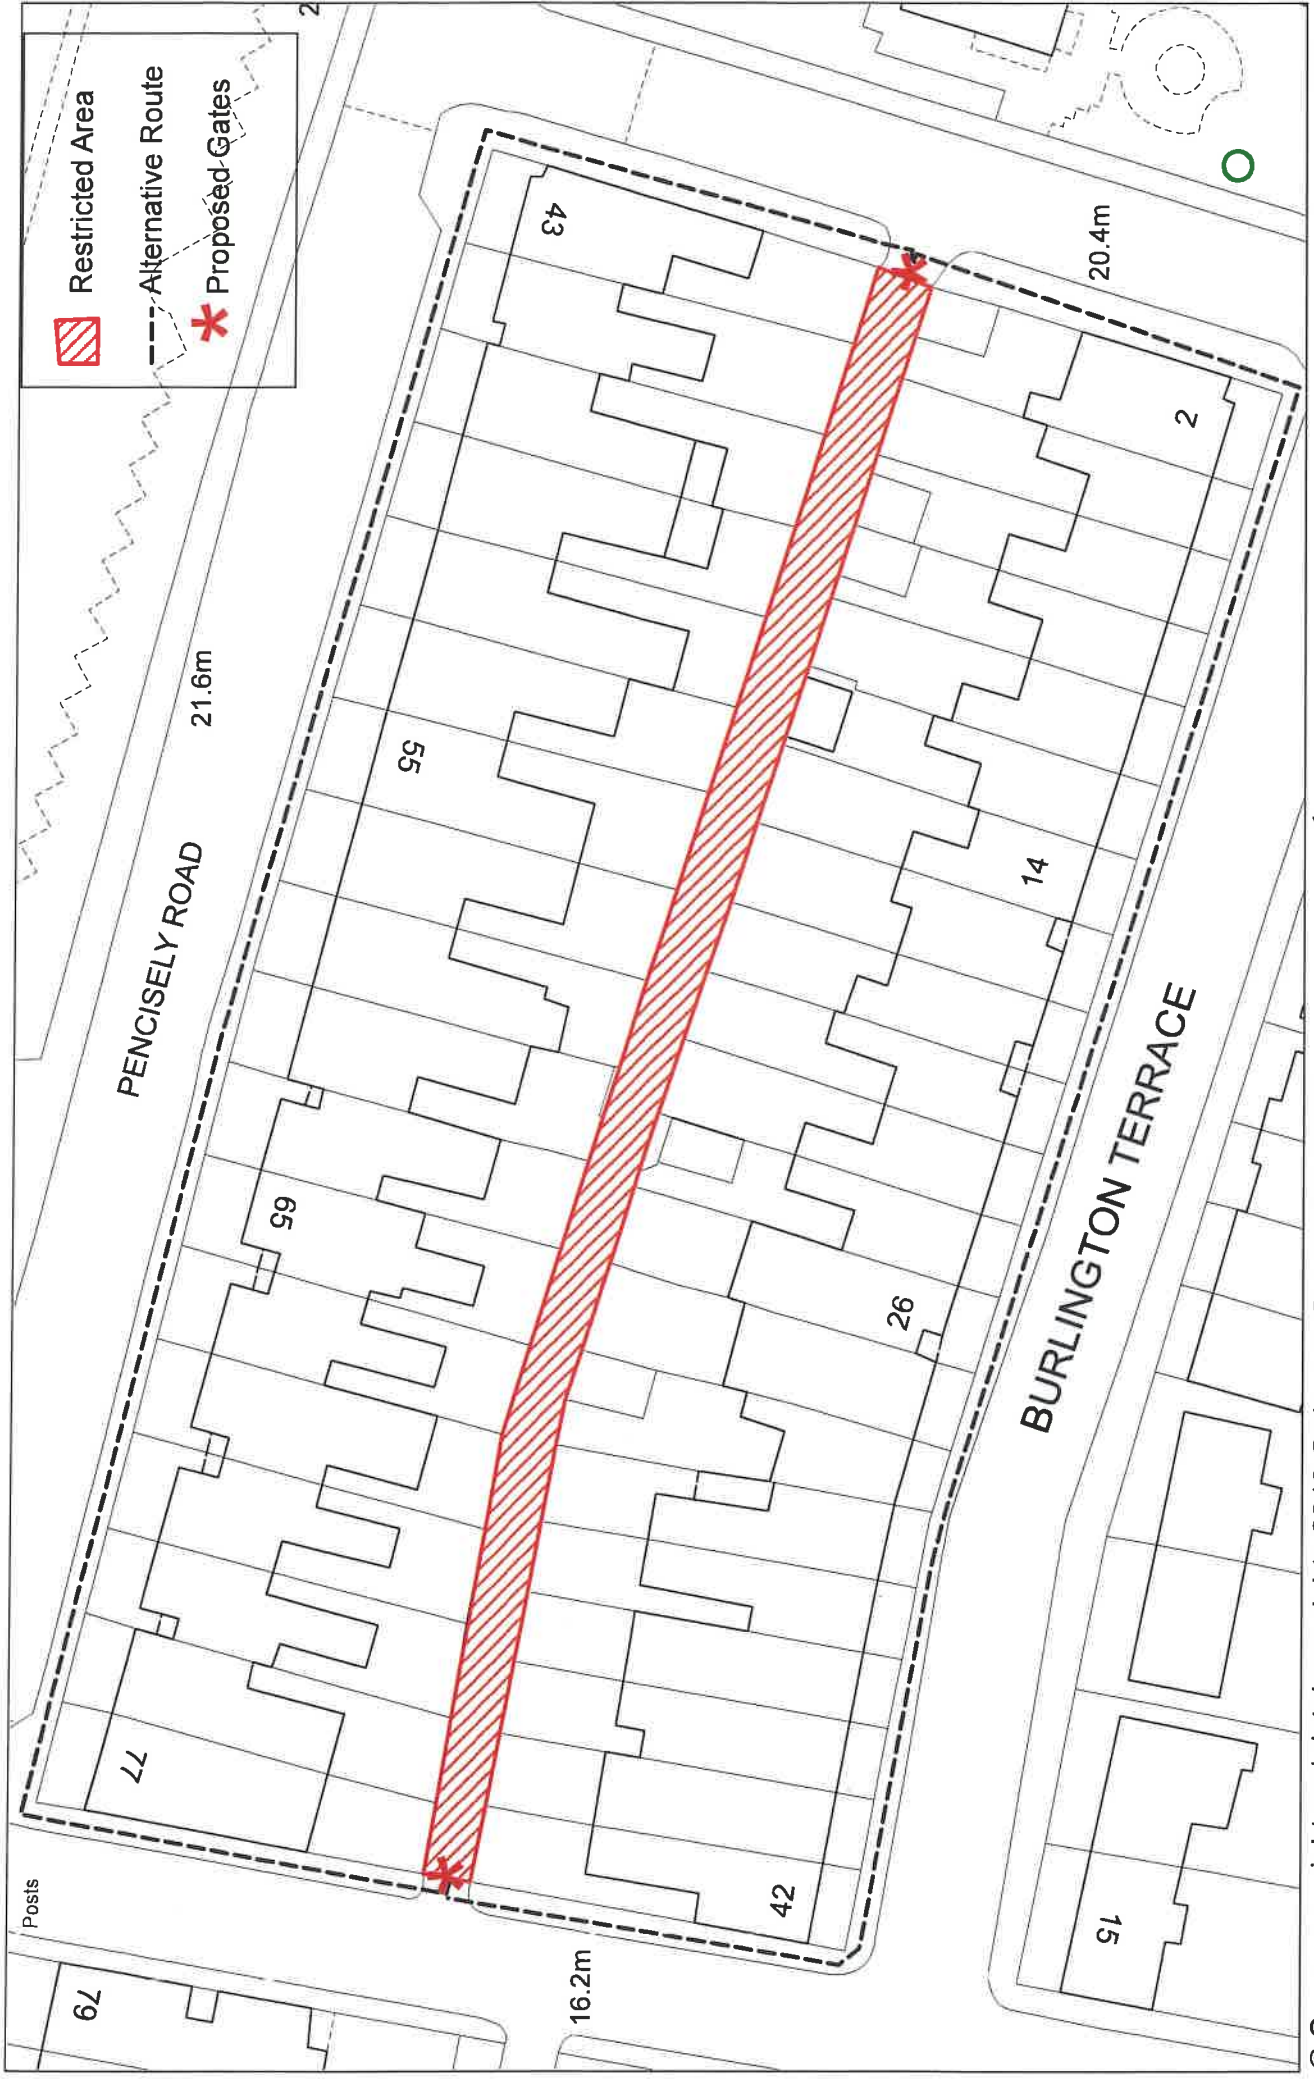 Restricted Area
Alternative Route
Proposed Gates
2
43
20.4m
2
21.6m
55
PENCISELY ROAD
14
65
BURLINGTON TERRACE
26
77
Posts
42
15
79
16.2m